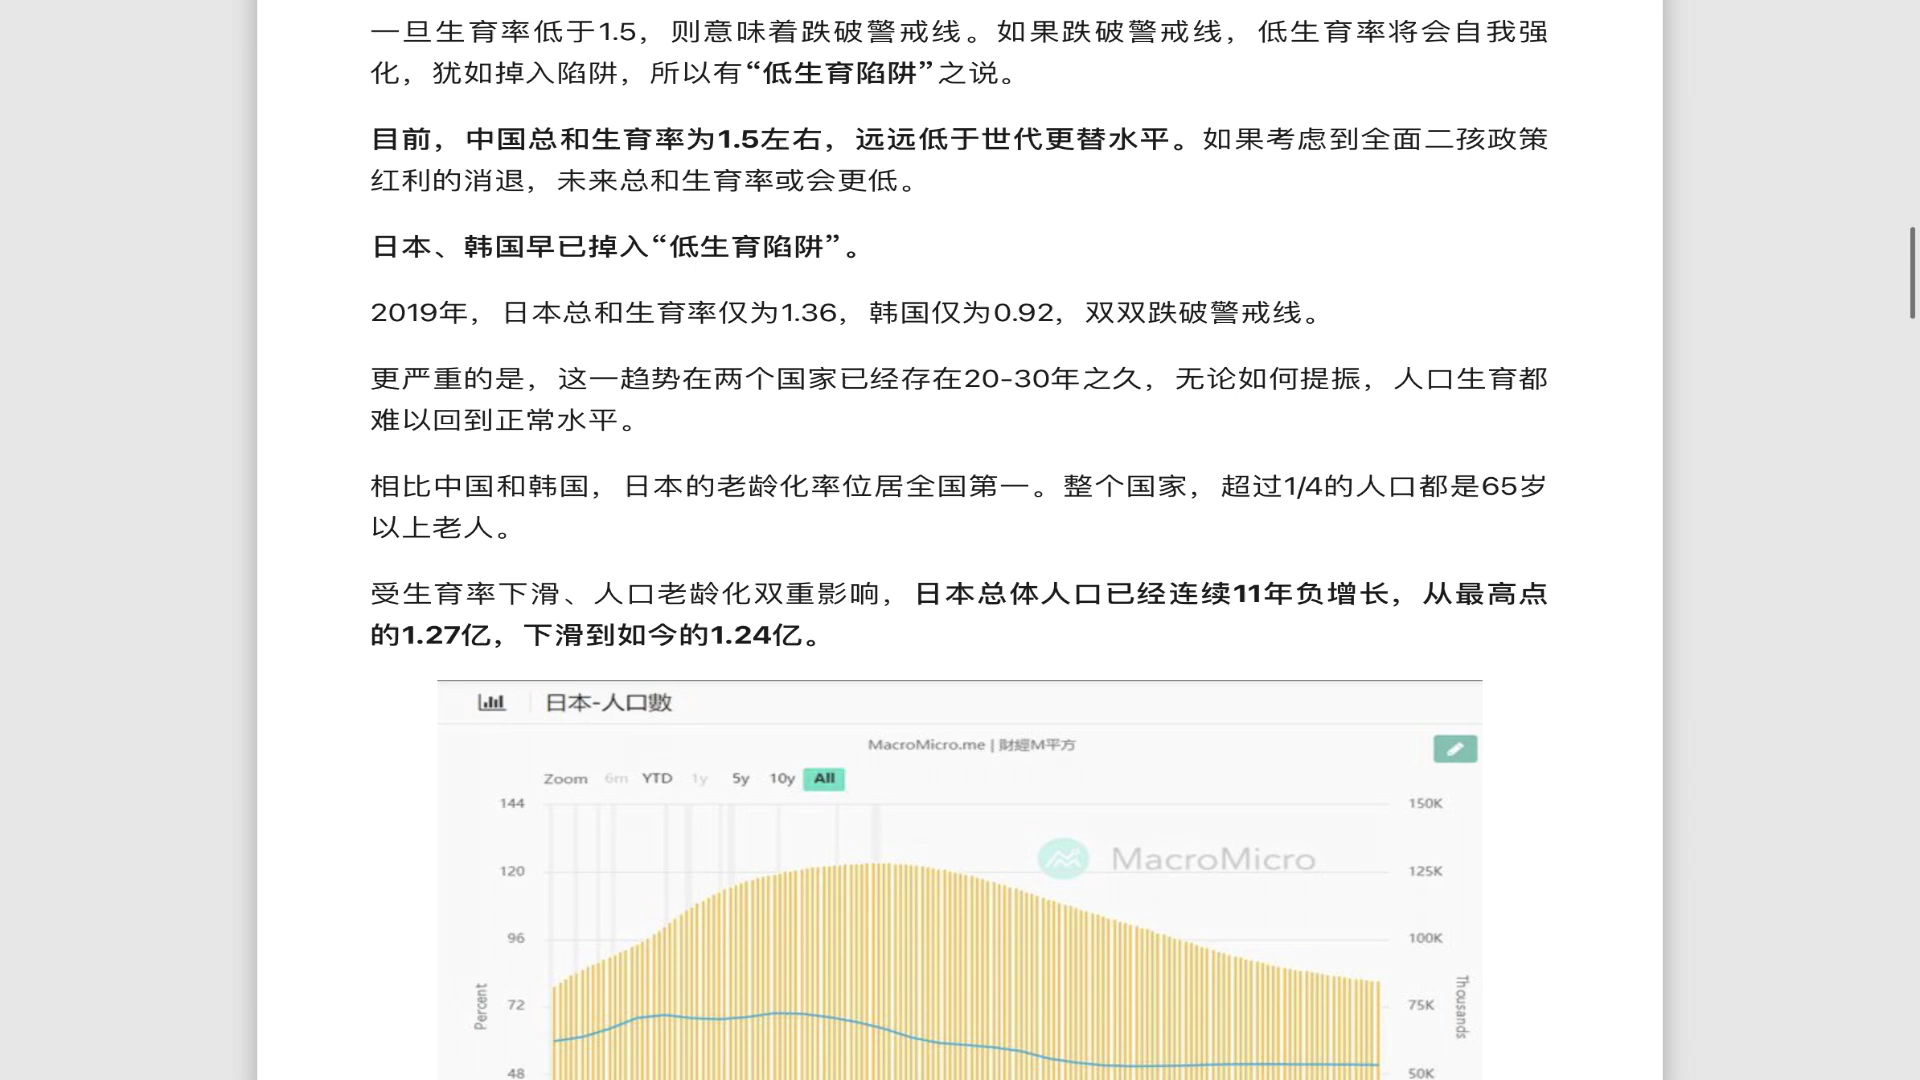 一旦生育率低于1.5，则意味着跌破警戒线。如果跌破警戒线，低生育率将会自我强
化，犹如掉入陷阱，所以有“低生育陷阱”之说。
目前，中国总和生育率为1.5左右，远远低于世代更替水平。如果考虑到全面二孩政策
红利的消退，未来总和生育率或会更低。
日本、韩国早已掉入“低生育陷阱”。
2019年，日本总和生育率仅为1.36，韩国仅为0.92，双双跌破警戒线。
更严重的是，这一趋势在两个国家已经存在20-30年之久，无论如何提振，人口生育都
难以回到正常水平。
相比中国和韩国，日本的老龄化率位居全国第一。整个国家，超过1/4的人口都是65岁
以上老人。
受生育率下滑、人口老龄化双重影响，日本总体人口已经连续11年负增长，从最高点
的1.27亿，下滑到如今的1.24亿。
日本-人口數
MacroMicro.me | 財經M平方
Zoom 6m YTD 1y 5y 10y All
144 150K
MacroMicro
120 125K
96 100K
Percent
Thousands
72 75K
48 50K